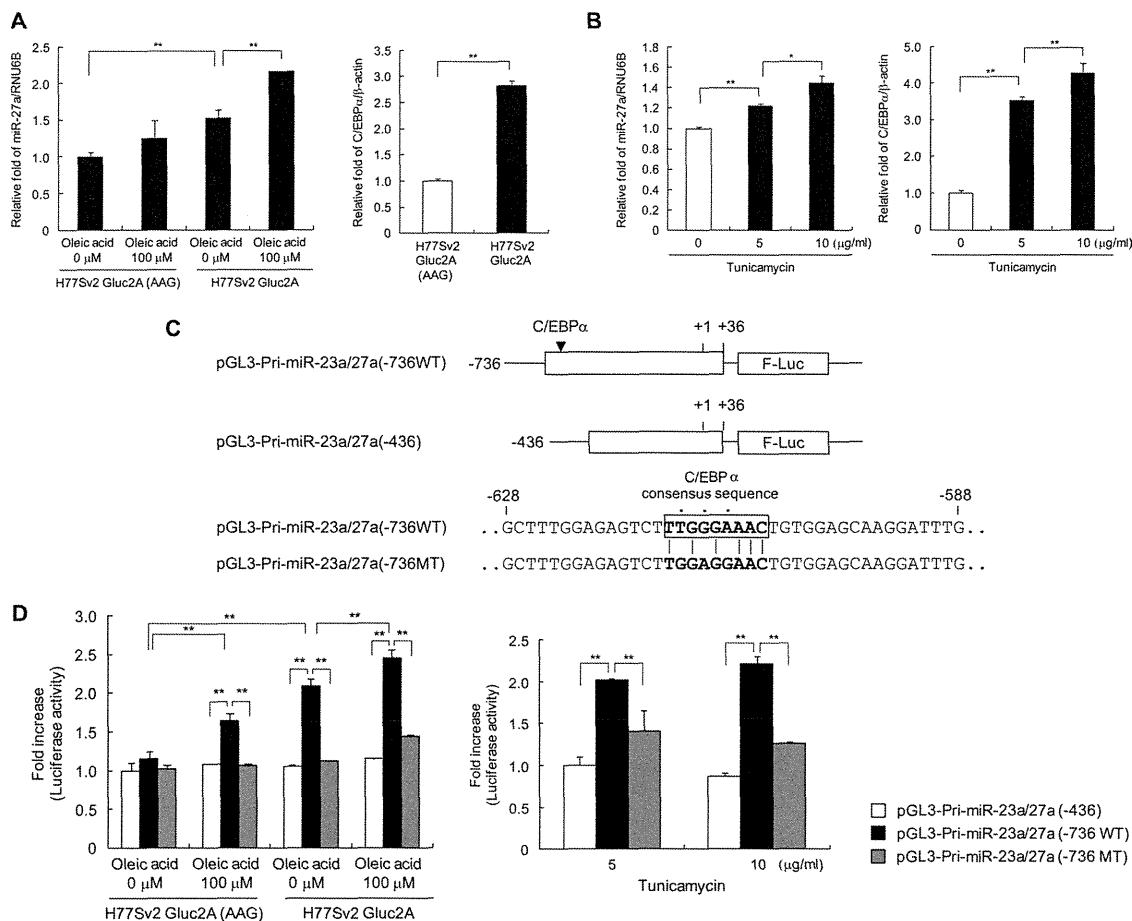 A
Relative fold of miR-27a/RNU6B
2.5
2.0
1.5
1.0
0.5
0
**
**
Oleic acid 0 μM
Oleic acid 100 μM
Oleic acid 0 μM
Oleic acid 100 μM
H77Sv2 Gluc2A (AAG)
H77Sv2 Gluc2A
Relative fold of C/EBPα/β-actin
3.5
3.0
2.5
2.0
1.5
1.0
0.5
0
**
H77Sv2 Gluc2A (AAG)
H77Sv2 Gluc2A
B
Relative fold of miR-27a/RNU6B
1.8
1.6
1.4
1.2
1.0
0.8
0.6
0.4
0.2
0
**
*
0 5 10 (μg/ml)
Tunicamycin
Relative fold of C/EBPα/β-actin
5.0
4.0
3.0
2.0
1.0
0
**
**
0 5 10 (μg/ml)
Tunicamycin
C
C/EBPα
+1 +36
pGL3-Pri-miR-23a/27a(-736WT) -736 F-Luc
+1 +36
pGL3-Pri-miR-23a/27a(-436) -436 F-Luc
C/EBP α
consensus sequence
-628 -588
* * *
pGL3-Pri-miR-23a/27a(-736WT) ..GCTTTGGAGAGTCTTTGGGAAACTGTGGAGCAAGGATTTG..
pGL3-Pri-miR-23a/27a(-736MT) ..GCTTTGGAGAGTCTTGGAGGAACTGTGGAGCAAGGATTTG..
D
Fold increase
(Luciferase activity)
3.0
2.5
2.0
1.5
1.0
0.5
0
**
**
**
** **
** **
** **
Oleic acid 0 μM
Oleic acid 100 μM
Oleic acid 0 μM
Oleic acid 100 μM
H77Sv2 Gluc2A (AAG)
H77Sv2 Gluc2A
Fold increase
(Luciferase activity)
2.5
2.0
1.5
1.0
0.5
0
** **
** **
5 10 (μg/ml)
Tunicamycin
pGL3-Pri-miR-23a/27a (-436)
pGL3-Pri-miR-23a/27a (-736 WT)
pGL3-Pri-miR-23a/27a (-736 MT)